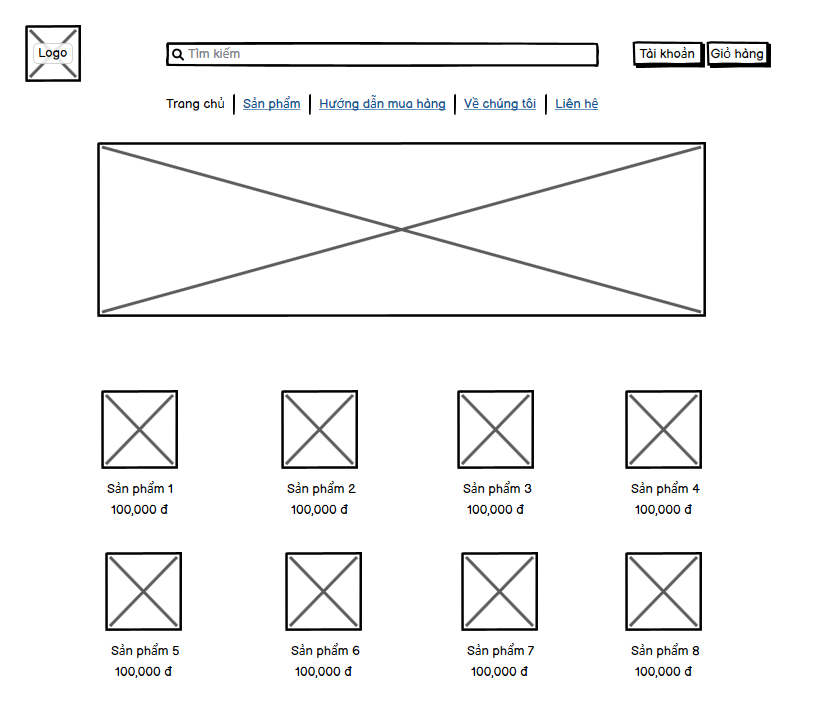 Logo
Tìm kiếm
Tài khoản
Giỏ hàng
Trang chủ | Sản phẩm | Hướng dẫn mua hàng | Về chúng tôi | Liên hệ
Sản phẩm 1 Sản phẩm 2 Sản phẩm 3 Sản phẩm 4
100,000 đ 100,000 đ 100,000 đ 100,000 đ
Sản phẩm 5 Sản phẩm 6 Sản phẩm 7 Sản phẩm 8
100,000 đ 100,000 đ 100,000 đ 100,000 đ